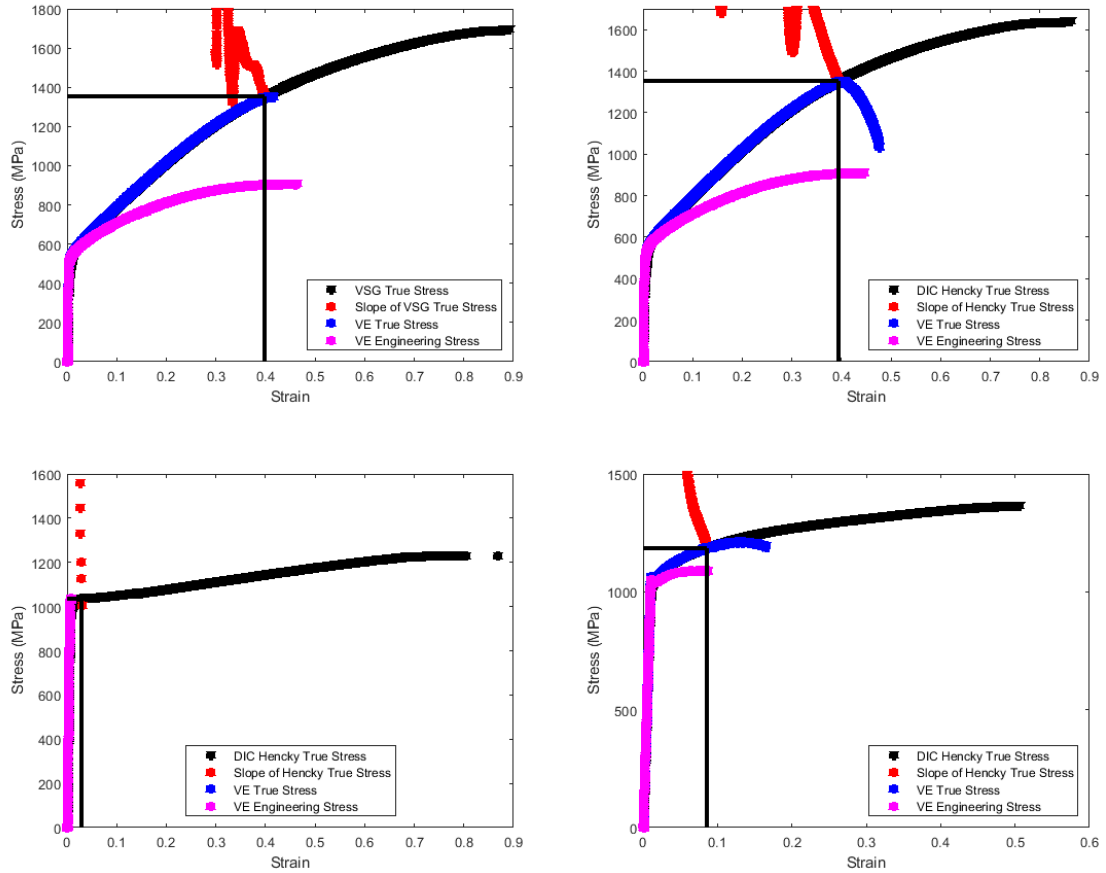 1800
1600
1400
1200
1000
800
600
400
200
0
Stress (MPa)
VSG True Stress
Slope of VSG True Stress
VE True Stress
VE Engineering Stress
0 0.1 0.2 0.3 0.4 0.5 0.6 0.7 0.8 0.9
Strain
1600
1400
1200
1000
800
600
400
200
0
Stress (MPa)
DIC Hencky True Stress
Slope of Hencky True Stress
VE True Stress
VE Engineering Stress
0 0.1 0.2 0.3 0.4 0.5 0.6 0.7 0.8 0.9
Strain
1600
1400
1200
1000
800
600
400
200
0
Stress (MPa)
DIC Hencky True Stress
Slope of Hencky True Stress
VE True Stress
VE Engineering Stress
0 0.1 0.2 0.3 0.4 0.5 0.6 0.7 0.8 0.9
Strain
1500
1000
500
0
Stress (MPa)
DIC Hencky True Stress
Slope of Hencky True Stress
VE True Stress
VE Engineering Stress
0 0.1 0.2 0.3 0.4 0.5 0.6
Strain